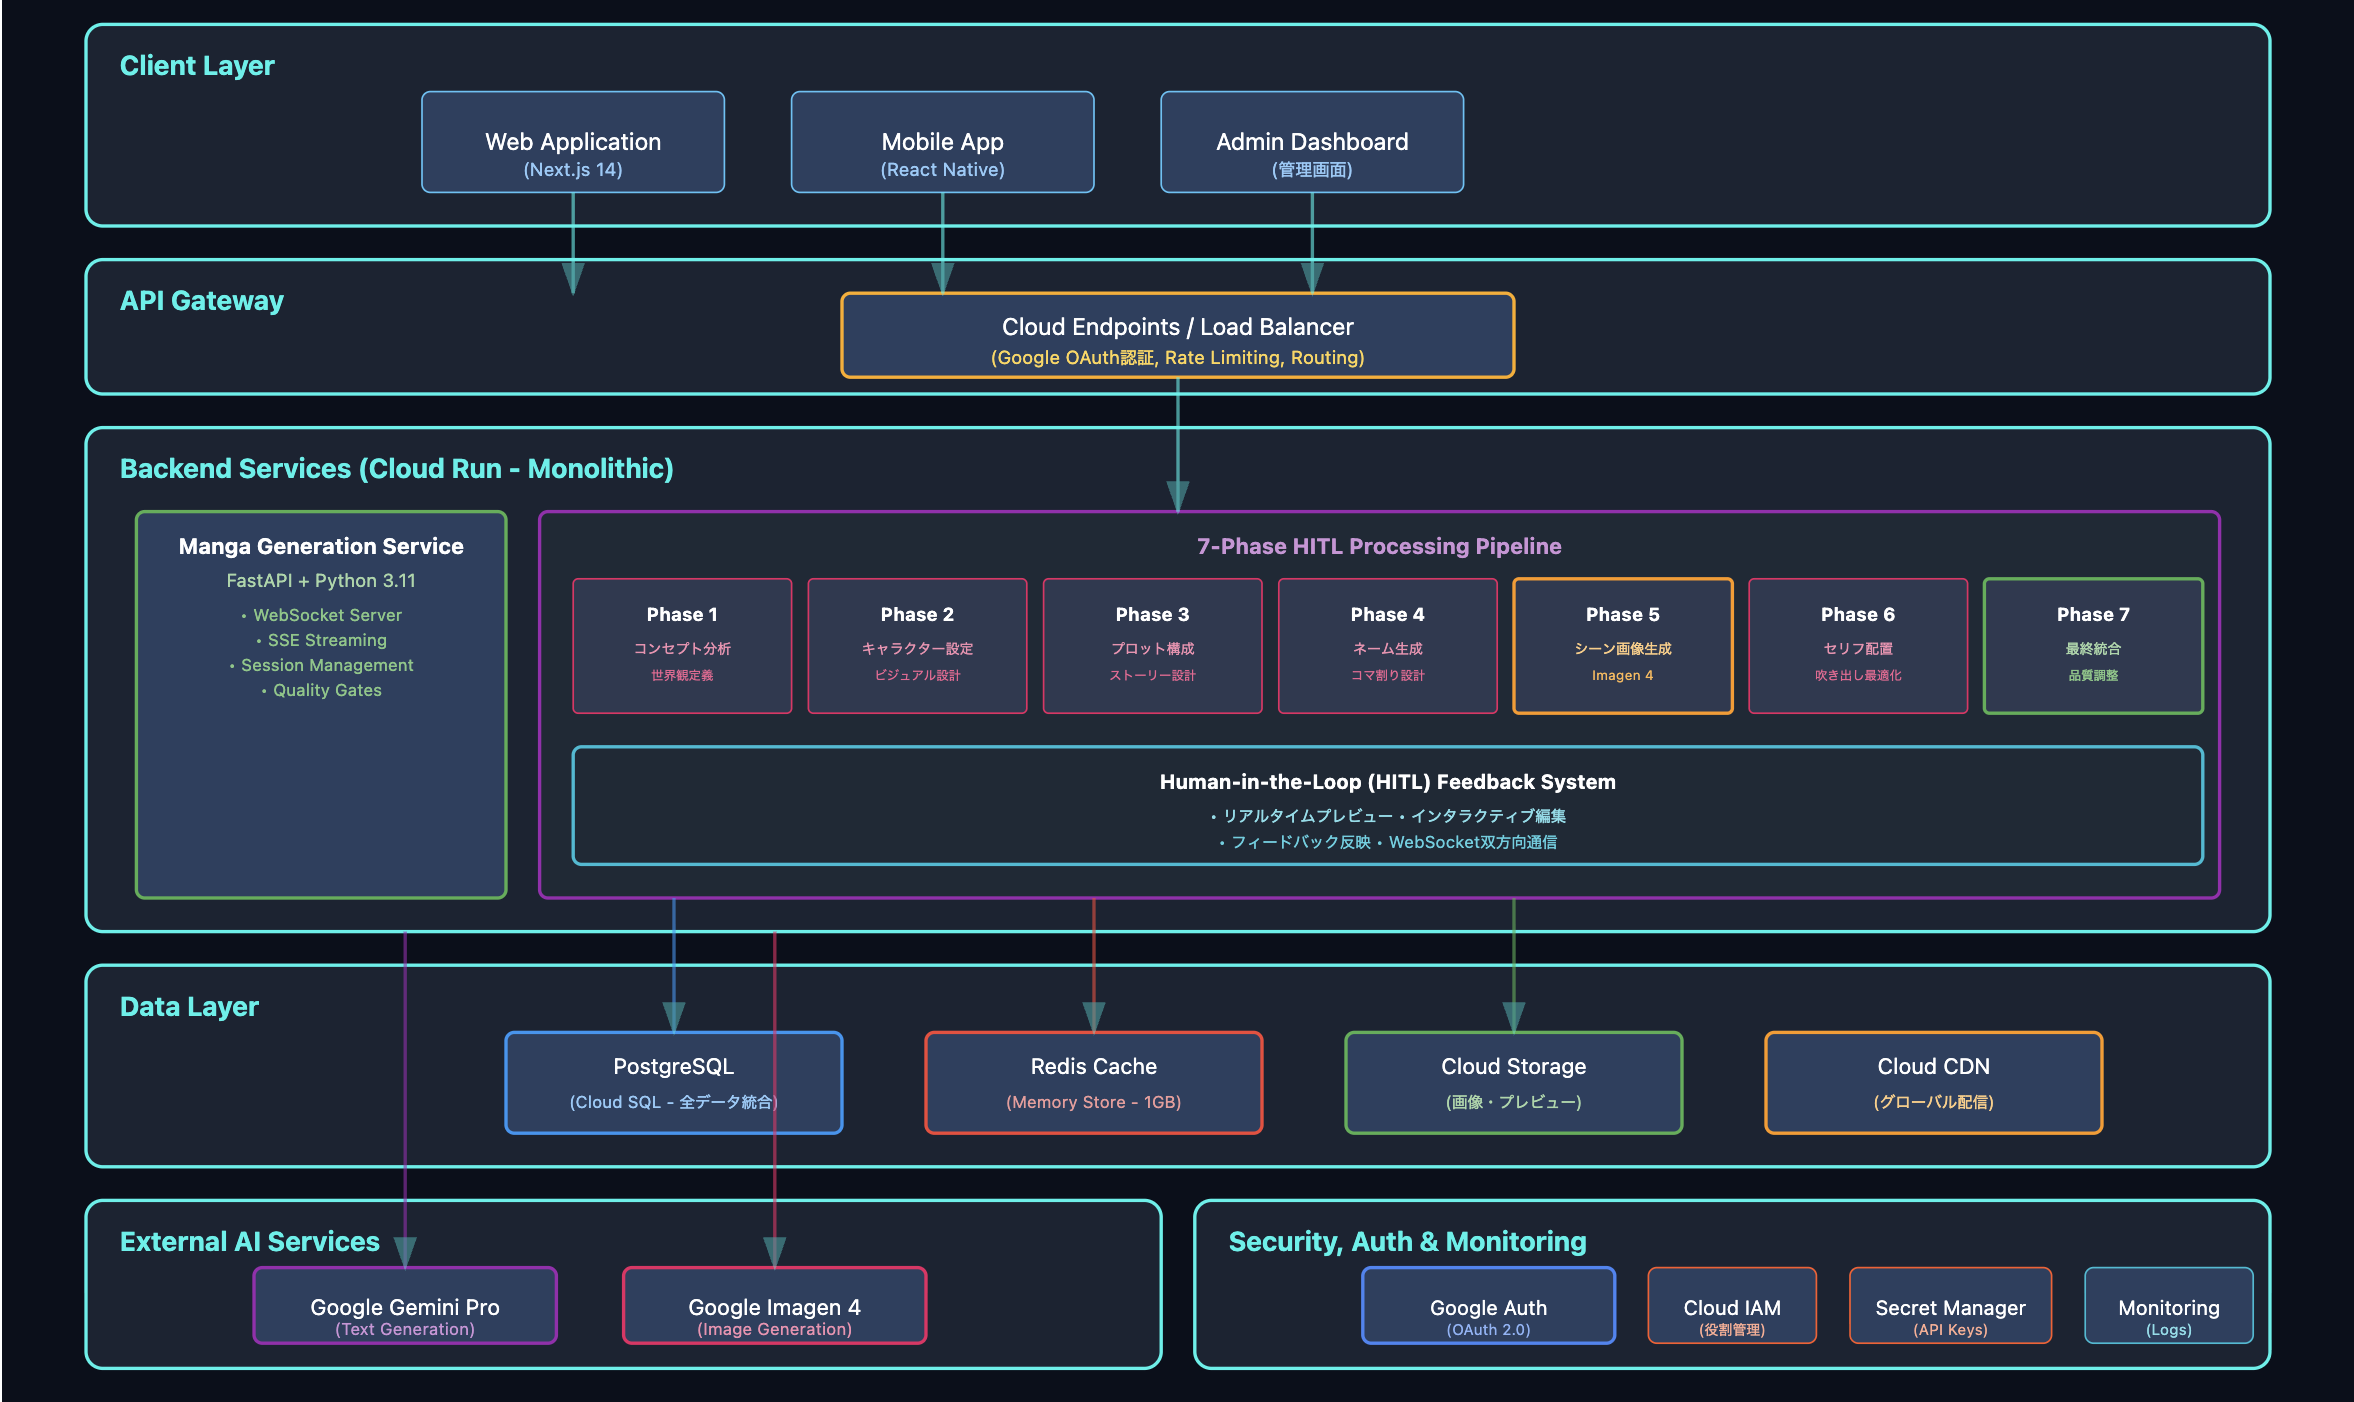 Client Layer
Web Application
(Next.js 14)
Mobile App
(React Native)
Admin Dashboard
(管理画面)
API Gateway
Cloud Endpoints / Load Balancer
(Google OAuth認証, Rate Limiting, Routing)
Backend Services (Cloud Run - Monolithic)
Manga Generation Service
FastAPI + Python 3.11
• WebSocket Server
• SSE Streaming
• Session Management
• Quality Gates
7-Phase HITL Processing Pipeline
Phase 1
コンセプト分析
世界観定義
Phase 2
キャラクター設定
ビジュアル設計
Phase 3
プロット構成
ストーリー設計
Phase 4
ネーム生成
コマ割り設計
Phase 5
シーン画像生成
Imagen 4
Phase 6
セリフ配置
吹き出し最適化
Phase 7
最終統合
品質調整
Human-in-the-Loop (HITL) Feedback System
• リアルタイムプレビュー • インタラクティブ編集
• フィードバック反映 • WebSocket双方向通信
Data Layer
PostgreSQL
(Cloud SQL - 全データ統合)
Redis Cache
(Memory Store - 1GB)
Cloud Storage
(画像・プレビュー)
Cloud CDN
(グローバル配信)
External AI Services
Google Gemini Pro
(Text Generation)
Google Imagen 4
(Image Generation)
Security, Auth & Monitoring
Google Auth
(OAuth 2.0)
Cloud IAM
(役割管理)
Secret Manager
(API Keys)
Monitoring
(Logs)